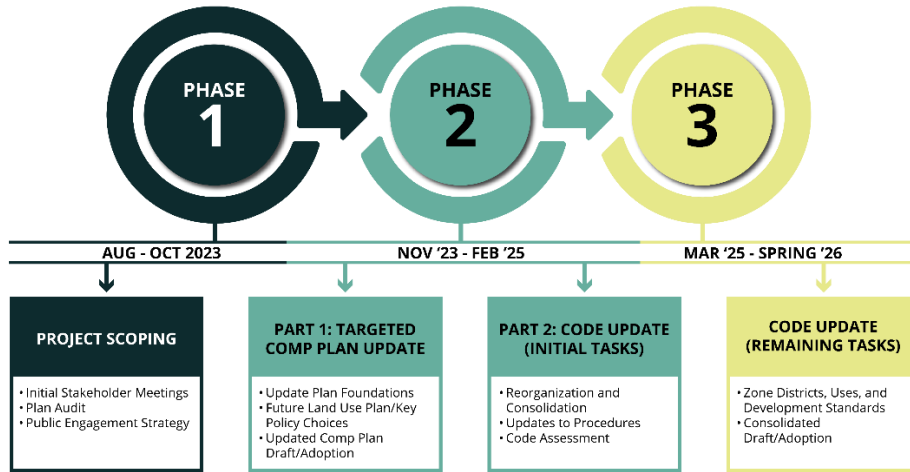 PHASE
1
PHASE
2
PHASE
3
AUG - OCT 2023
NOV '23 - FEB '25
MAR '25 - SPRING '26
PROJECT SCOPING
• Initial Stakeholder Meetings
• Plan Audit
• Public Engagement Strategy
PART 1: TARGETED
COMP PLAN UPDATE
• Update Plan Foundations
• Future Land Use Plan/Key
Policy Choices
• Updated Comp Plan
Draft/Adoption
PART 2: CODE UPDATE
(INITIAL TASKS)
• Reorganization and
Consolidation
• Updates to Procedures
• Code Assessment
CODE UPDATE
(REMAINING TASKS)
• Zone Districts, Uses, and
Development Standards
• Consolidated
Draft/Adoption